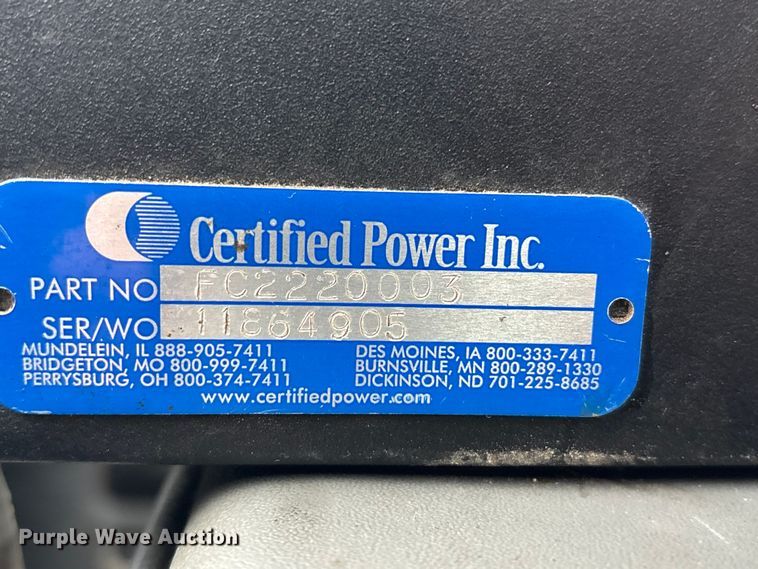 Certified Power Inc.
PART NO FC2220003
SER/WO 11864905
MUNDELEIN, IL 888-905-7411 DES MOINES, IA 800-333-7411
BRIDGETON, MO 800-999-7411 BURNSVILLE, MN 800-289-1330
PERRYSBURG, OH 800-374-7411 DICKINSON, ND 701-225-8685
www.certifiedpower.com
Purple Wave Auction